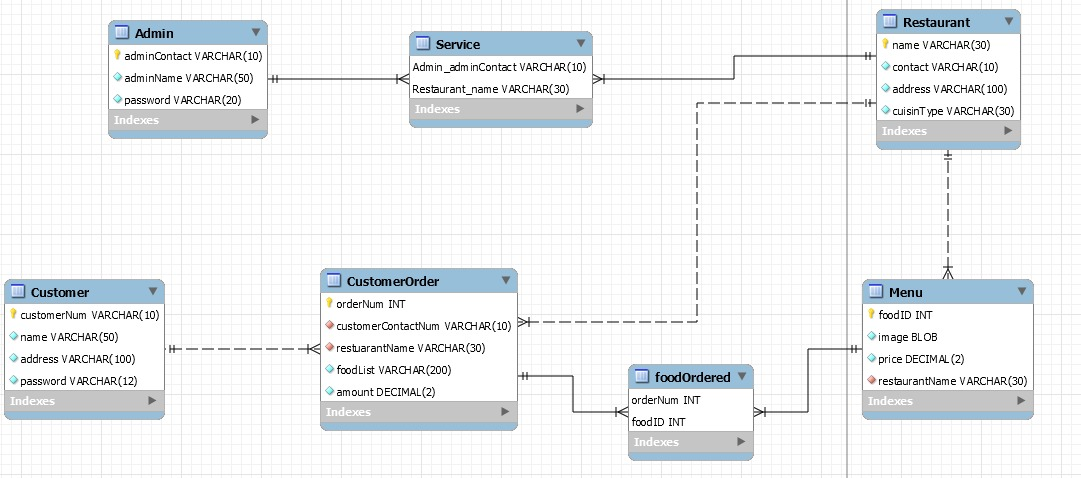 Admin
adminContact VARCHAR(10)
adminName VARCHAR(50)
password VARCHAR(20)
Indexes
Service
Admin_adminContact VARCHAR(10)
Restaurant_name VARCHAR(30)
Indexes
Restaurant
name VARCHAR(30)
contact VARCHAR(10)
address VARCHAR(100)
cuisinType VARCHAR(30)
Indexes
Customer
customerNum VARCHAR(10)
name VARCHAR(50)
address VARCHAR(100)
password VARCHAR(12)
Indexes
CustomerOrder
orderNum INT
customerContactNum VARCHAR(10)
restuarantName VARCHAR(30)
foodList VARCHAR(200)
amount DECIMAL(2)
Indexes
foodOrdered
orderNum INT
foodID INT
Indexes
Menu
foodID INT
image BLOB
price DECIMAL(2)
restaurantName VARCHAR(30)
Indexes